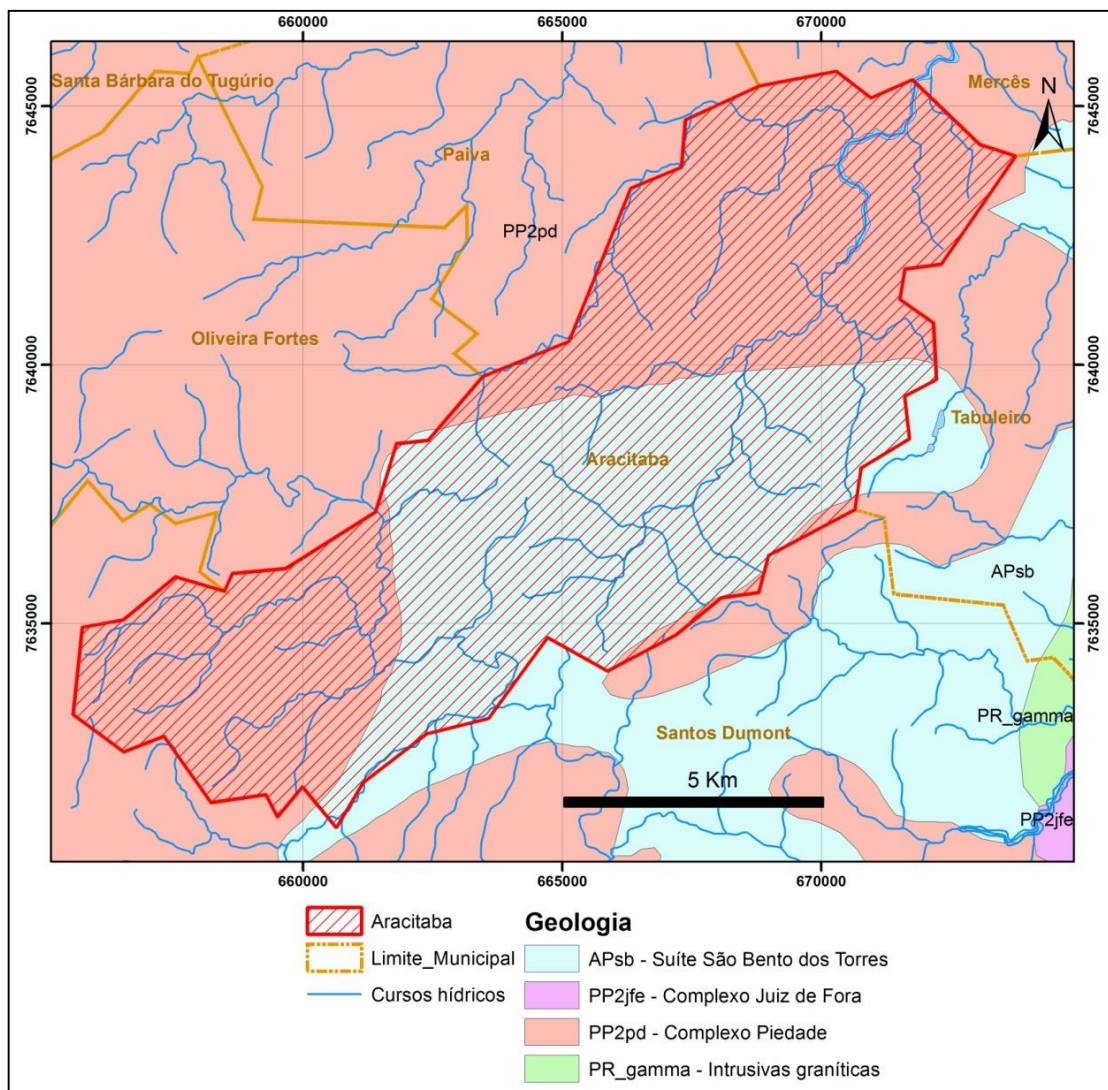 660000 665000 670000
Santa Bárbara do Tugúrio
Mercês
7645000
7645000
N
Paiva
PP2pd
Oliveira Fortes
7640000
7640000
Tabuleiro
Aracitaba
APsb
7635000
7635000
PR_gamma
Santos Dumont
5 Km
PP2jfe
660000 665000 670000
Aracitaba
Limite_Municipal
Cursos hídricos
Geologia
APsb - Suíte São Bento dos Torres
PP2jfe - Complexo Juiz de Fora
PP2pd - Complexo Piedade
PR_gamma - Intrusivas graníticas